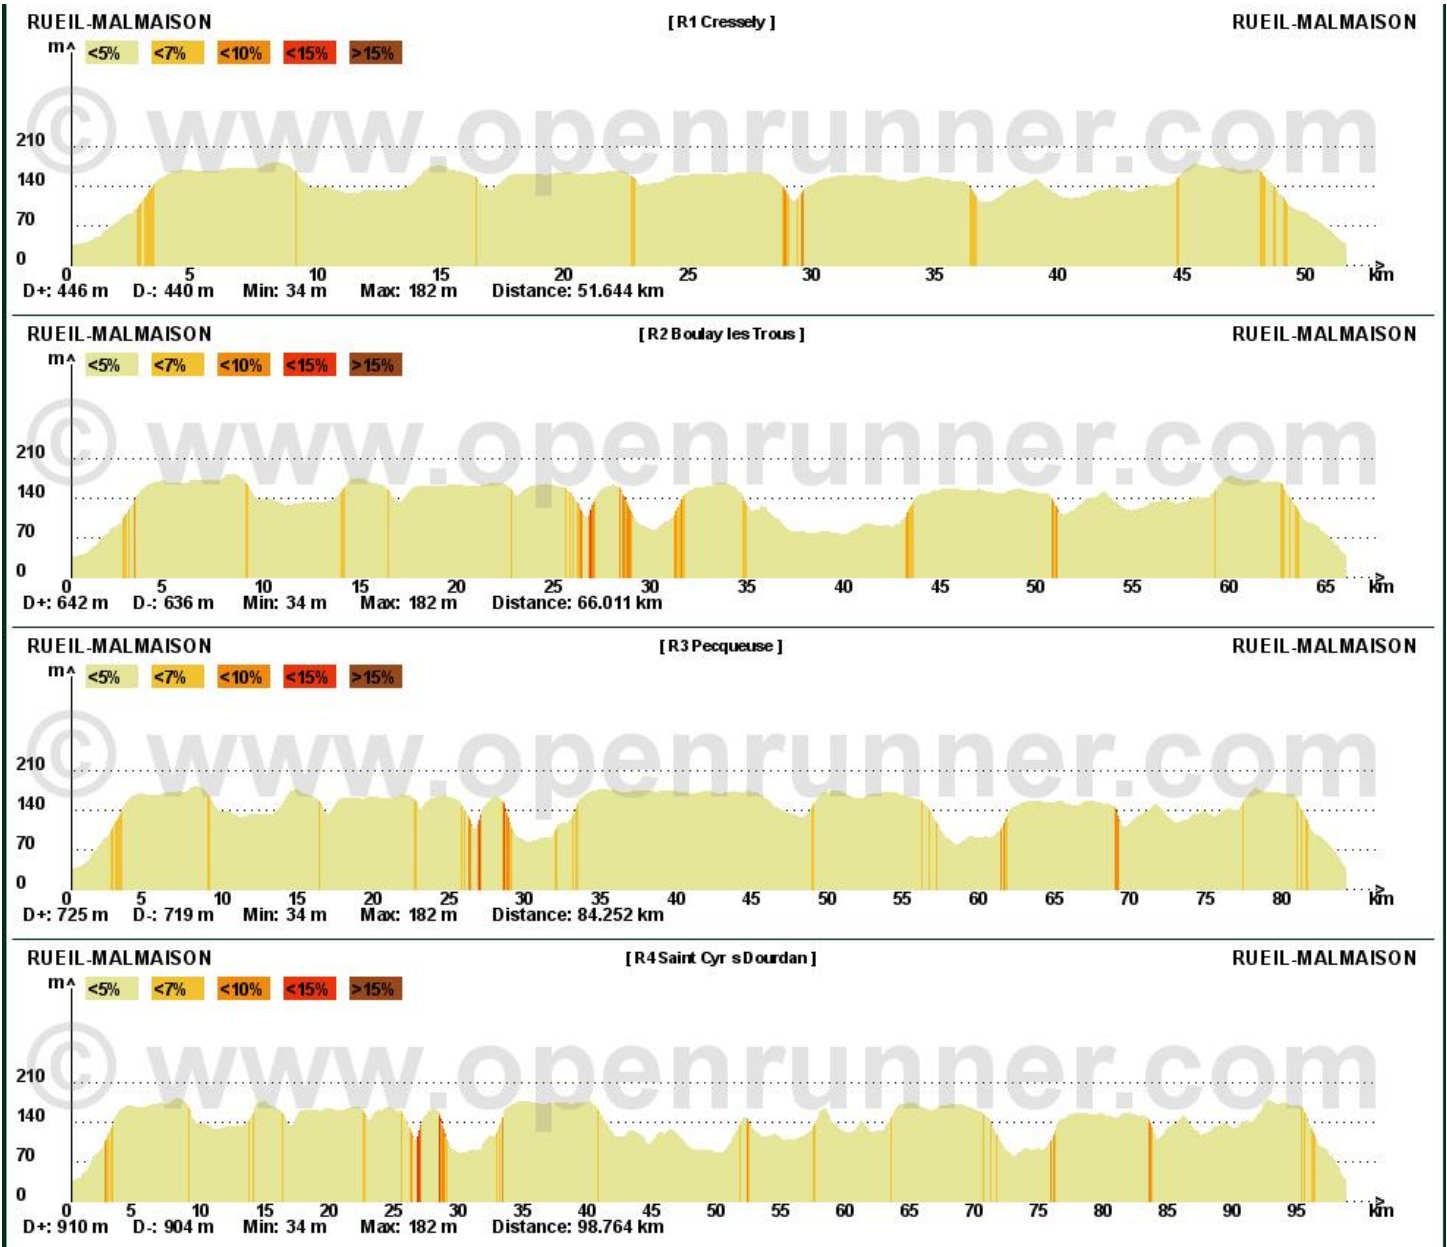 RUEIL-MALMAISON [ R1 Cressely ] RUEIL-MALMAISON
m^ <5% <7% <10% <15% >15%
© www.openrunner.com
210
140
70
0
0 5 10 15 20 25 30 35 40 45 50 km
D+: 446 m D-: 440 m Min: 34 m Max: 182 m Distance: 51.644 km
RUEIL-MALMAISON [ R2 Boulay les Trous ] RUEIL-MALMAISON
m^ <5% <7% <10% <15% >15%
© www.openrunner.com
210
140
70
0
0 5 10 15 20 25 30 35 40 45 50 55 60 65 km
D+: 642 m D-: 636 m Min: 34 m Max: 182 m Distance: 66.011 km
RUEIL-MALMAISON [ R3 Pecqueuse ] RUEIL-MALMAISON
m^ <5% <7% <10% <15% >15%
© www.openrunner.com
210
140
70
0
0 5 10 15 20 25 30 35 40 45 50 55 60 65 70 75 80 km
D+: 725 m D-: 719 m Min: 34 m Max: 182 m Distance: 84.252 km
RUEIL-MALMAISON [ R4 Saint Cyr s Dourdan ] RUEIL-MALMAISON
m^ <5% <7% <10% <15% >15%
© www.openrunner.com
210
140
70
0
0 5 10 15 20 25 30 35 40 45 50 55 60 65 70 75 80 85 90 95 km
D+: 910 m D-: 904 m Min: 34 m Max: 182 m Distance: 98.764 km